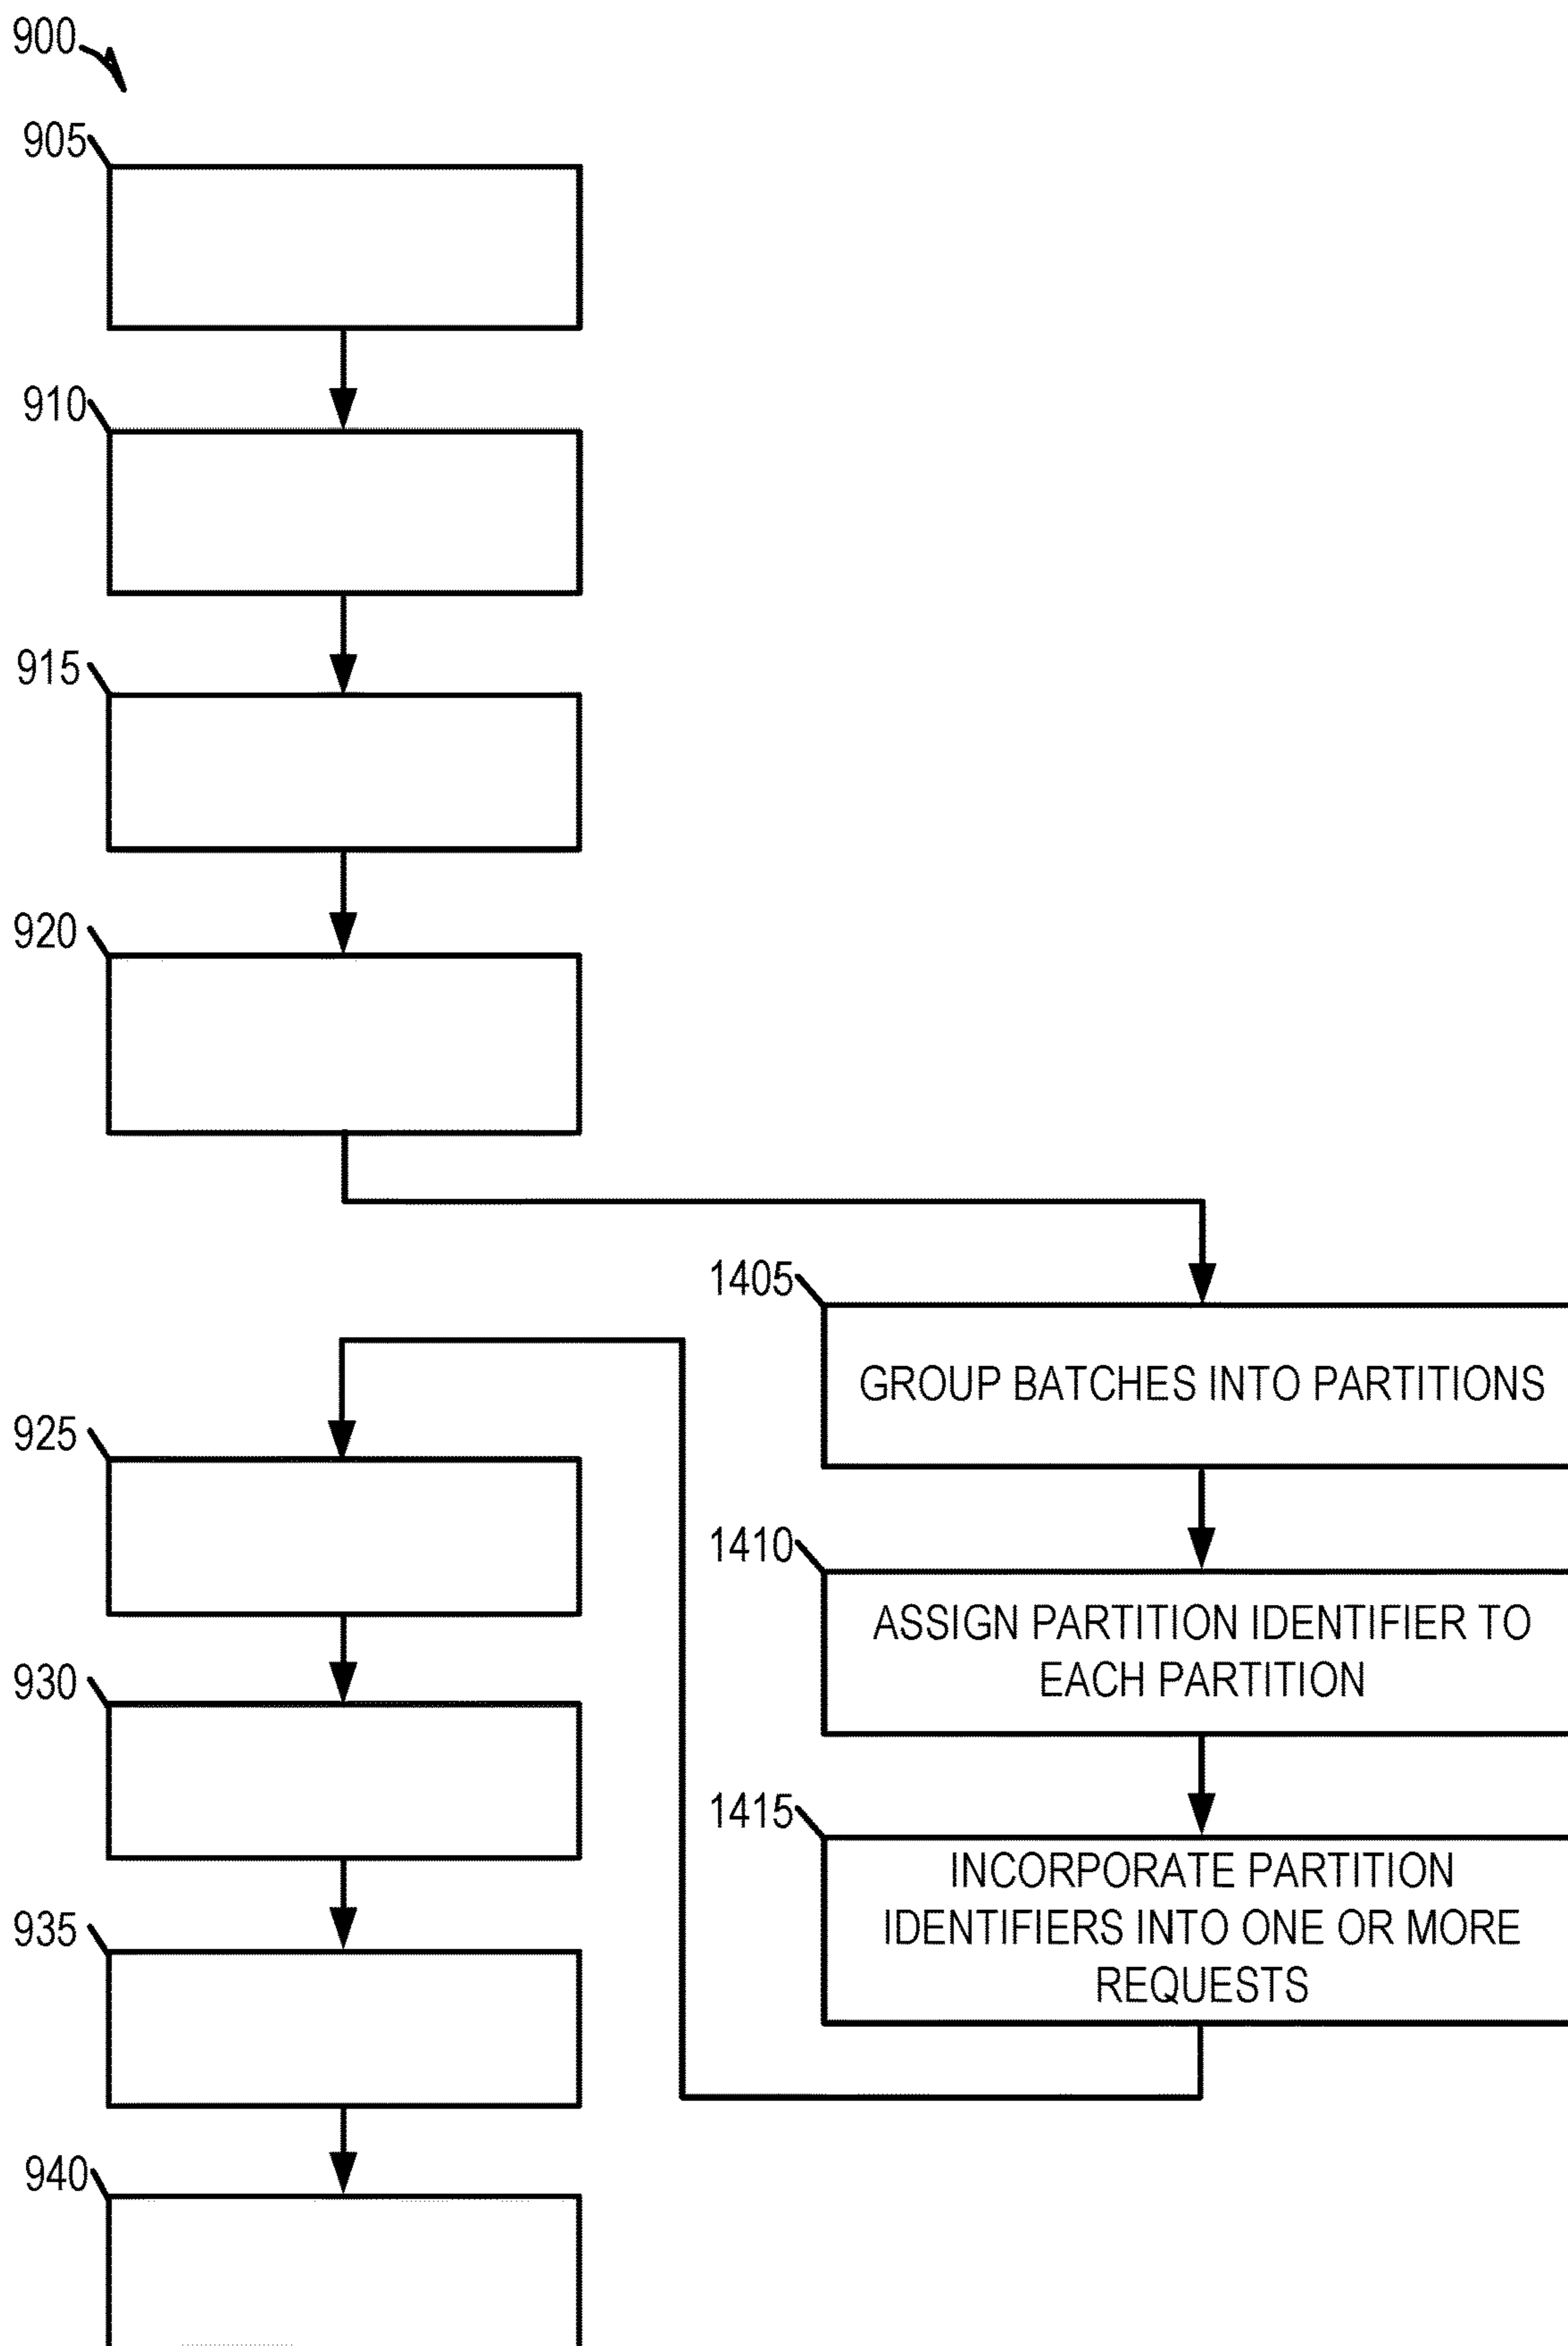 900
905
910
915
920
1405
GROUP BATCHES INTO PARTITIONS
925
1410
ASSIGN PARTITION IDENTIFIER TO
EACH PARTITION
930
1415
INCORPORATE PARTITION
IDENTIFIERS INTO ONE OR MORE
REQUESTS
935
940